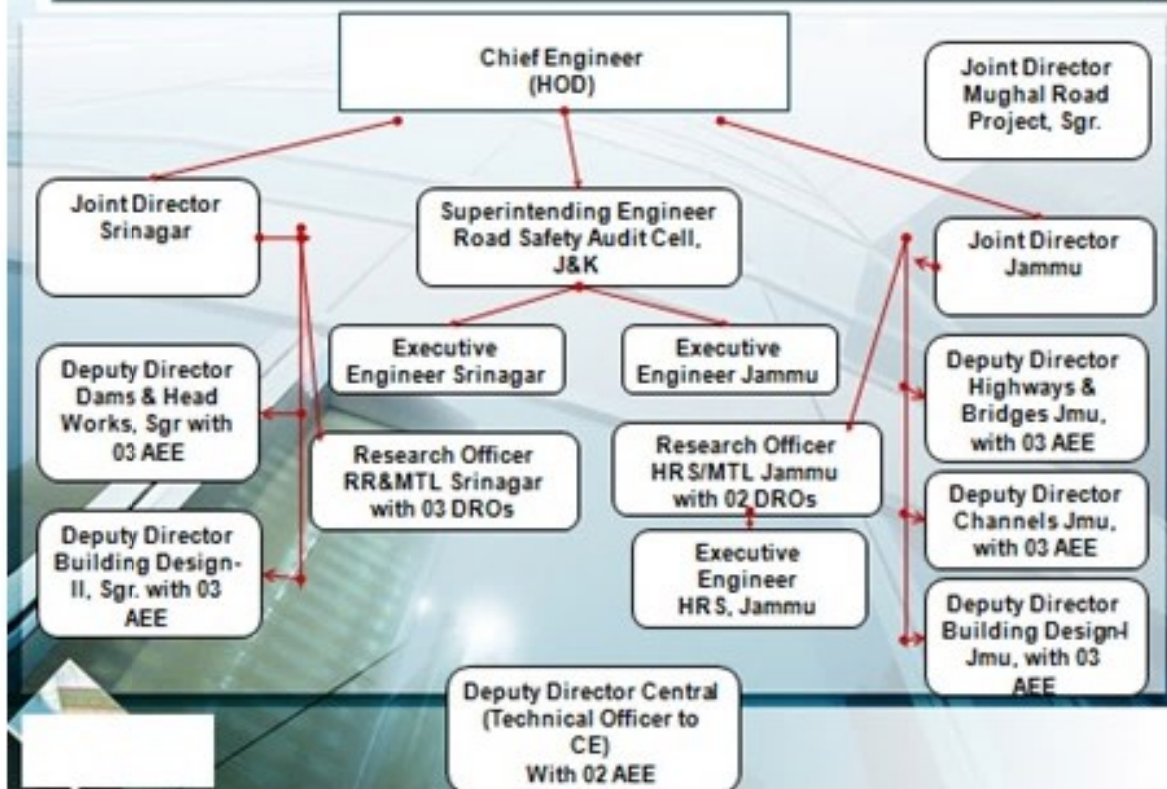 Chief Engineer
(HOD)
Joint Director
Mughal Road
Project, Sgr.
Joint Director
Srinagar
Superintending Engineer
Road Safety Audit Cell,
J&K
Joint Director
Jammu
Executive
Engineer Srinagar
Executive
Engineer Jammu
Deputy Director
Dams & Head
Works, Sgr with
03 AEE
Deputy Director
Highways &
Bridges Jmu,
with 03 AEE
Research Officer
RR&MTL Srinagar
with 03 DROs
Research Officer
HRS/MTL Jammu
with 02 DROs
Deputy Director
Channels Jmu,
with 03 AEE
Deputy Director
Building Design-
II, Sgr. with 03
AEE
Executive
Engineer
HRS, Jammu
Deputy Director
Building Design-I
Jmu, with 03
AEE
Deputy Director Central
(Technical Officer to
CE)
With 02 AEE